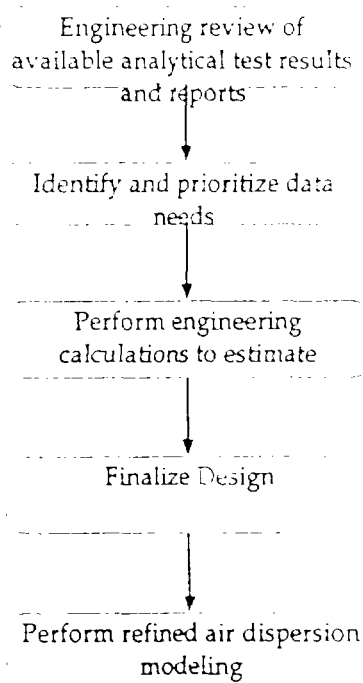 Engineering review of
available analytical test results
and reports
Identify and prioritize data
needs
Perform engineering
calculations to estimate
Finalize Design
Perform refined air dispersion
modeling